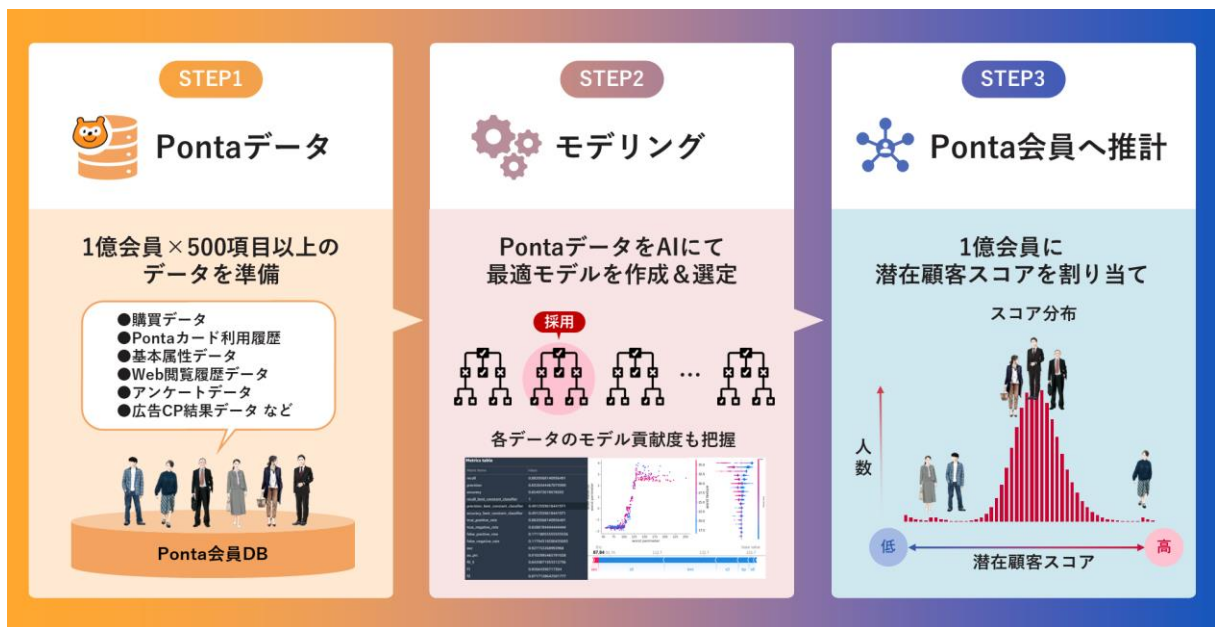 STEP1
Pontaデータ
1億会員×500項目以上の
データを準備
●購買データ
●Pontaカード利用履歴
●基本属性データ
●Web閲覧履歴データ
●アンケートデータ
●広告CP結果データ など
Ponta会員DB
STEP2
モデリング
PontaデータをAIにて
最適モデルを作成&選定
採用
…
各データのモデル貢献度も把握
Metrics table
recall
precision
accuracy
STEP3
Ponta会員へ推計
1億会員に
潜在顧客スコアを割り当て
スコア分布
人数
低
高
潜在顧客スコア